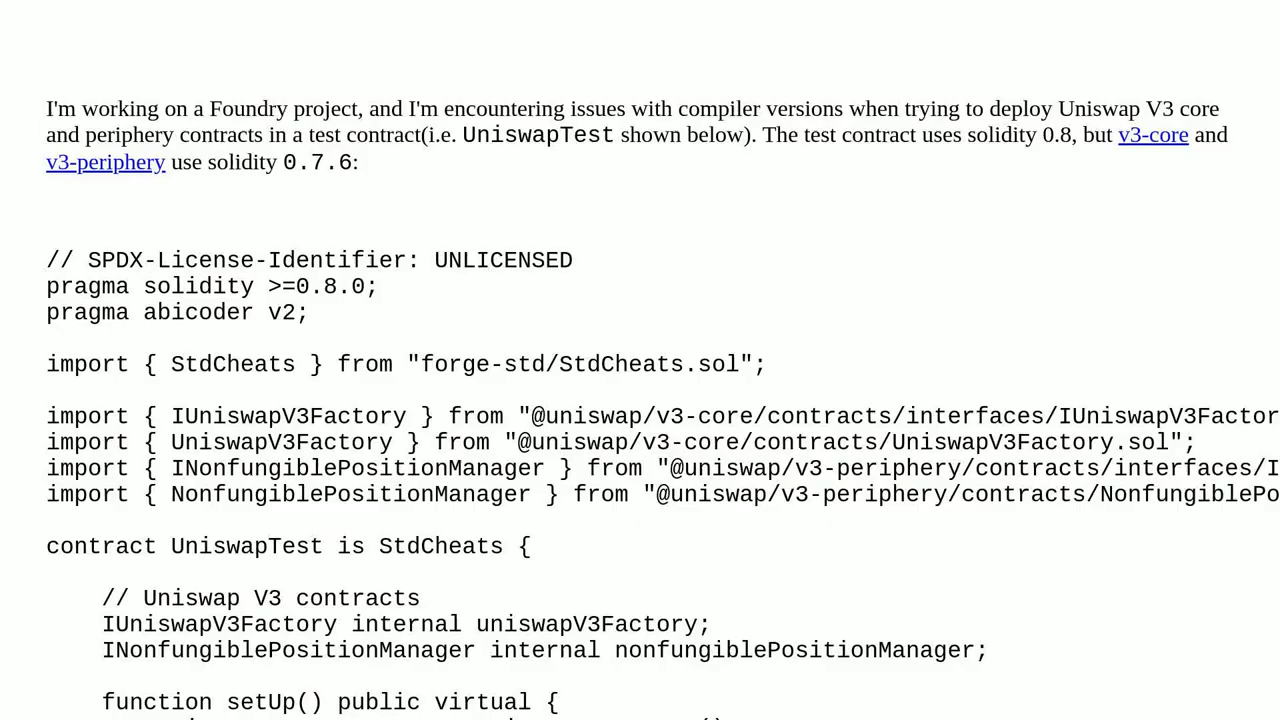 I'm working on a Foundry project, and I'm encountering issues with compiler versions when trying to deploy Uniswap V3 core
and periphery contracts in a test contract(i.e. UniswapTest shown below). The test contract uses solidity 0.8, but v3-core and
v3-periphery use solidity 0.7.6:
// SPDX-License-Identifier: UNLICENSED
pragma solidity >=0.8.0;
pragma abicoder v2;
import { StdCheats } from "forge-std/StdCheats.sol";
import { IUniswapV3Factory } from "@uniswap/v3-core/contracts/interfaces/IUniswapV3Factor
import { UniswapV3Factory } from "@uniswap/v3-core/contracts/UniswapV3Factory.sol";
import { INonfungiblePositionManager } from "@uniswap/v3-periphery/contracts/interfaces/I
import { NonfungiblePositionManager } from "@uniswap/v3-periphery/contracts/NonfungiblePo
contract UniswapTest is StdCheats {
    // Uniswap V3 contracts
    IUniswapV3Factory internal uniswapV3Factory;
    INonfungiblePositionManager internal nonfungiblePositionManager;
    function setUp() public virtual {